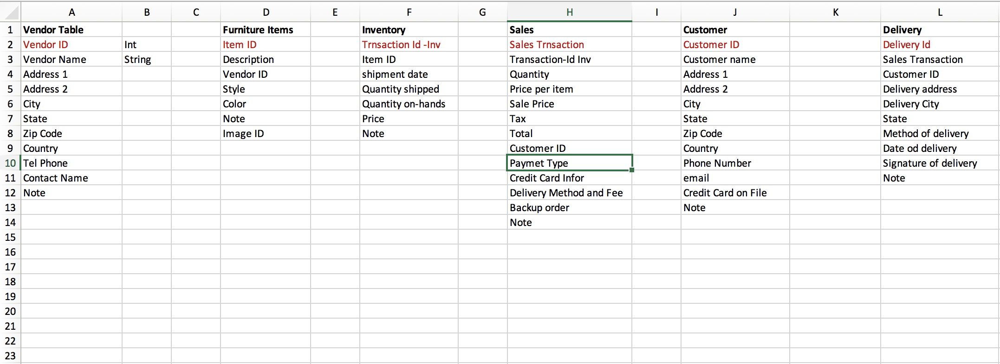 A B C D E F G H I J K L
1 Vendor Table Furniture Items Inventory Sales Customer Delivery
2 Vendor ID Int Item ID Trnsaction Id -Inv Sales Trnsaction Customer ID Delivery Id
3 Vendor Name String Description Item ID Transaction-Id Inv Customer name Sales Transaction
4 Address 1 Vendor ID shipment date Quantity Address 1 Customer ID
5 Address 2 Style Quantity shipped Price per item Address 2 Delivery address
6 City Color Quantity on-hands Sale Price City Delivery City
7 State Note Price Tax State State
8 Zip Code Image ID Note Total Zip Code Method of delivery
9 Country Customer ID Country Date od delivery
10 Tel Phone Paymet Type Phone Number Signature of delivery
11 Contact Name Credit Card Infor email Note
12 Note Delivery Method and Fee Credit Card on File
13 Backup order Note
14 Note
15
16
17
18
19
20
21
22
23